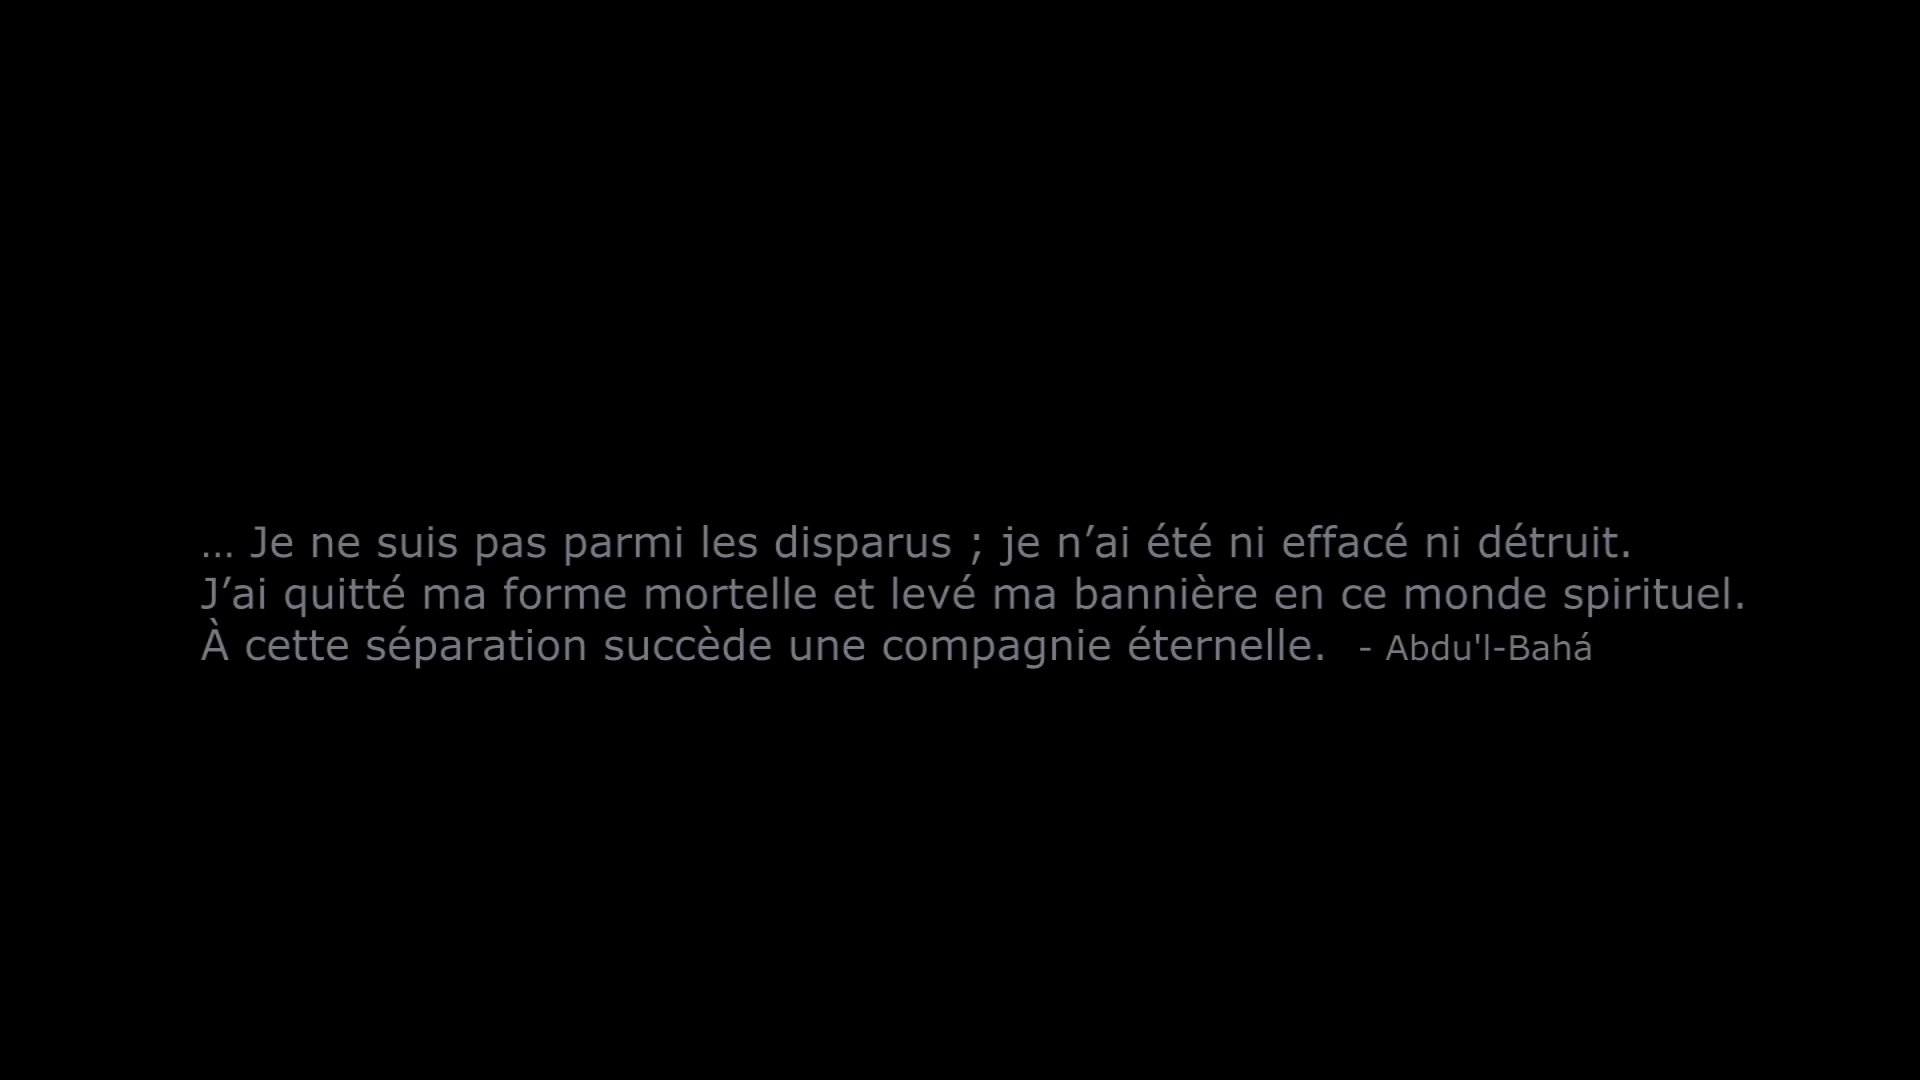 … Je ne suis pas parmi les disparus ; je n’ai été ni effacé ni détruit.
J’ai quitté ma forme mortelle et levé ma bannière en ce monde spirituel.
À cette séparation succède une compagnie éternelle.  - Abdu'l-Bahá